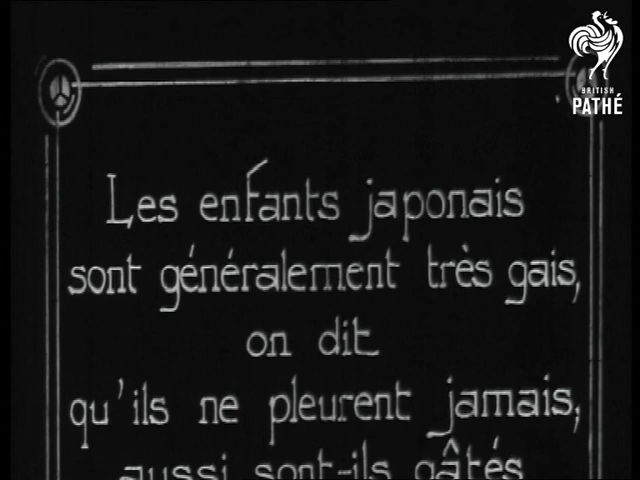 BRITISH
PATHÉ
Les enfants japonais
sont généralement très gais,
on dit
qu'ils ne pleurent jamais,
aussi sont-ils gâtés